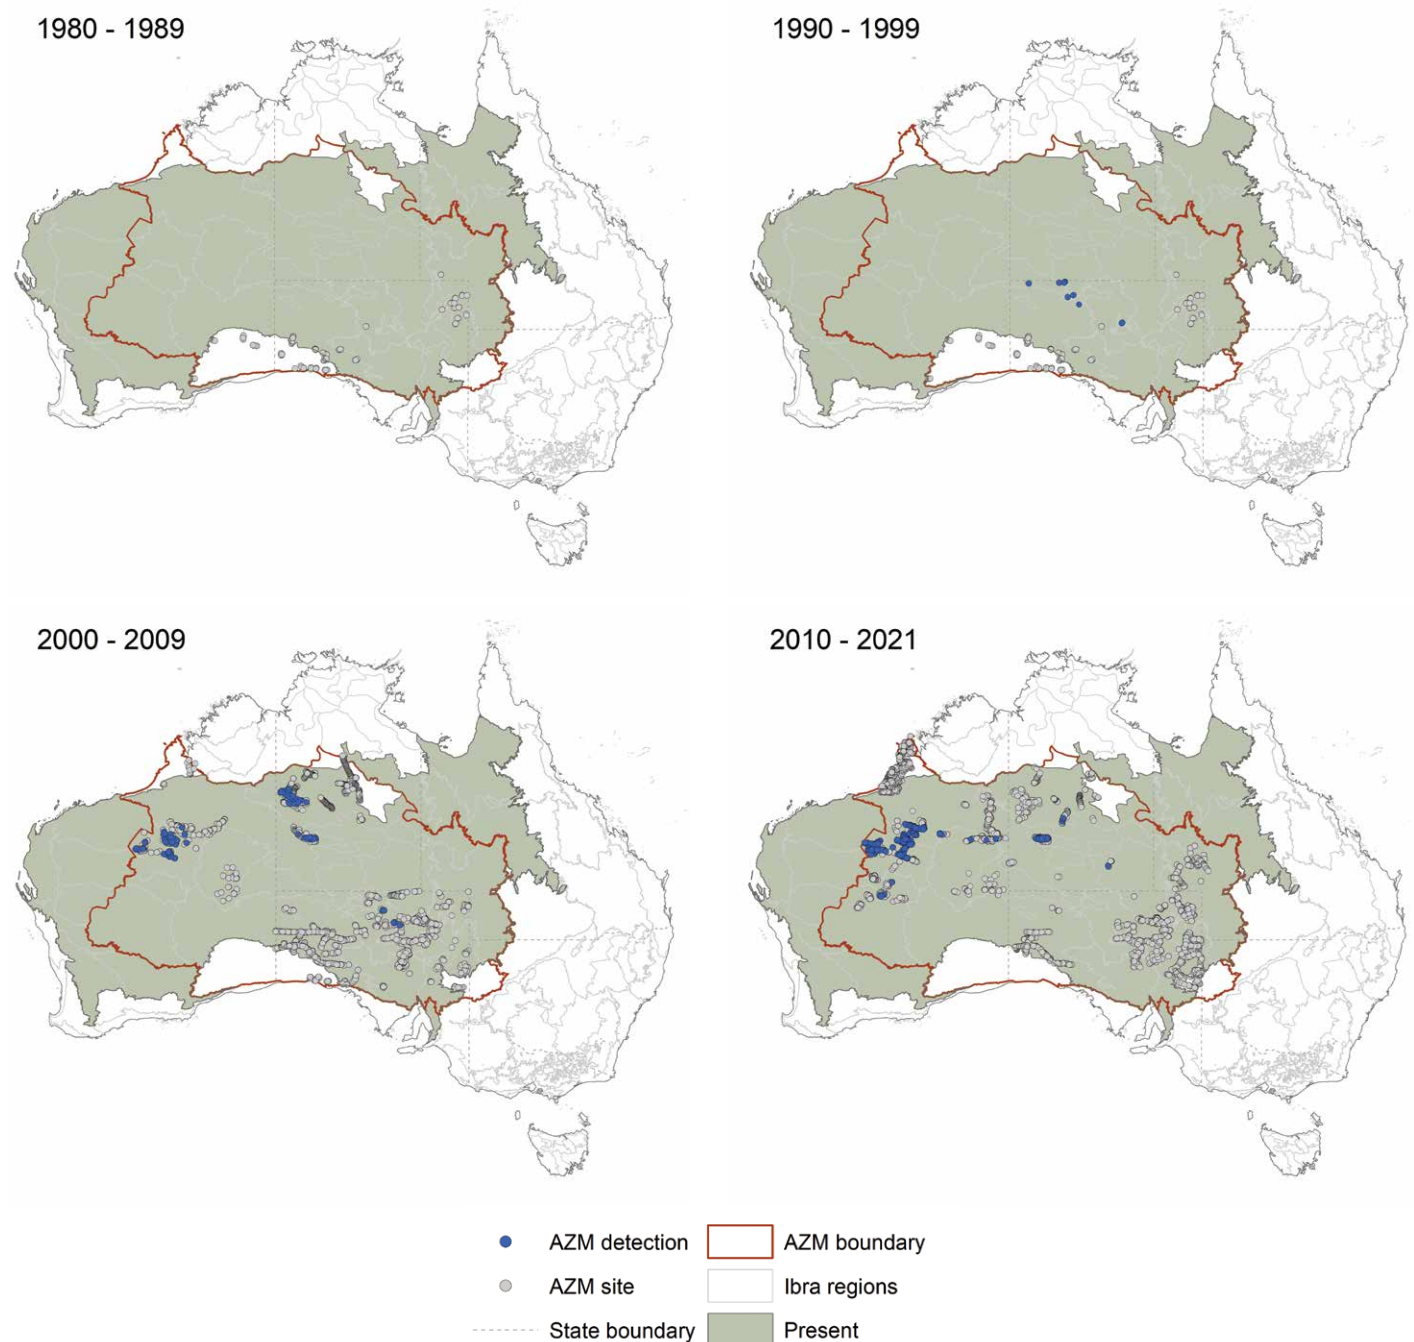 1980 - 1989
1990 - 1999
2000 - 2009
2010 - 2021
AZM detection
AZM boundary
AZM site
Ibra regions
State boundary
Present